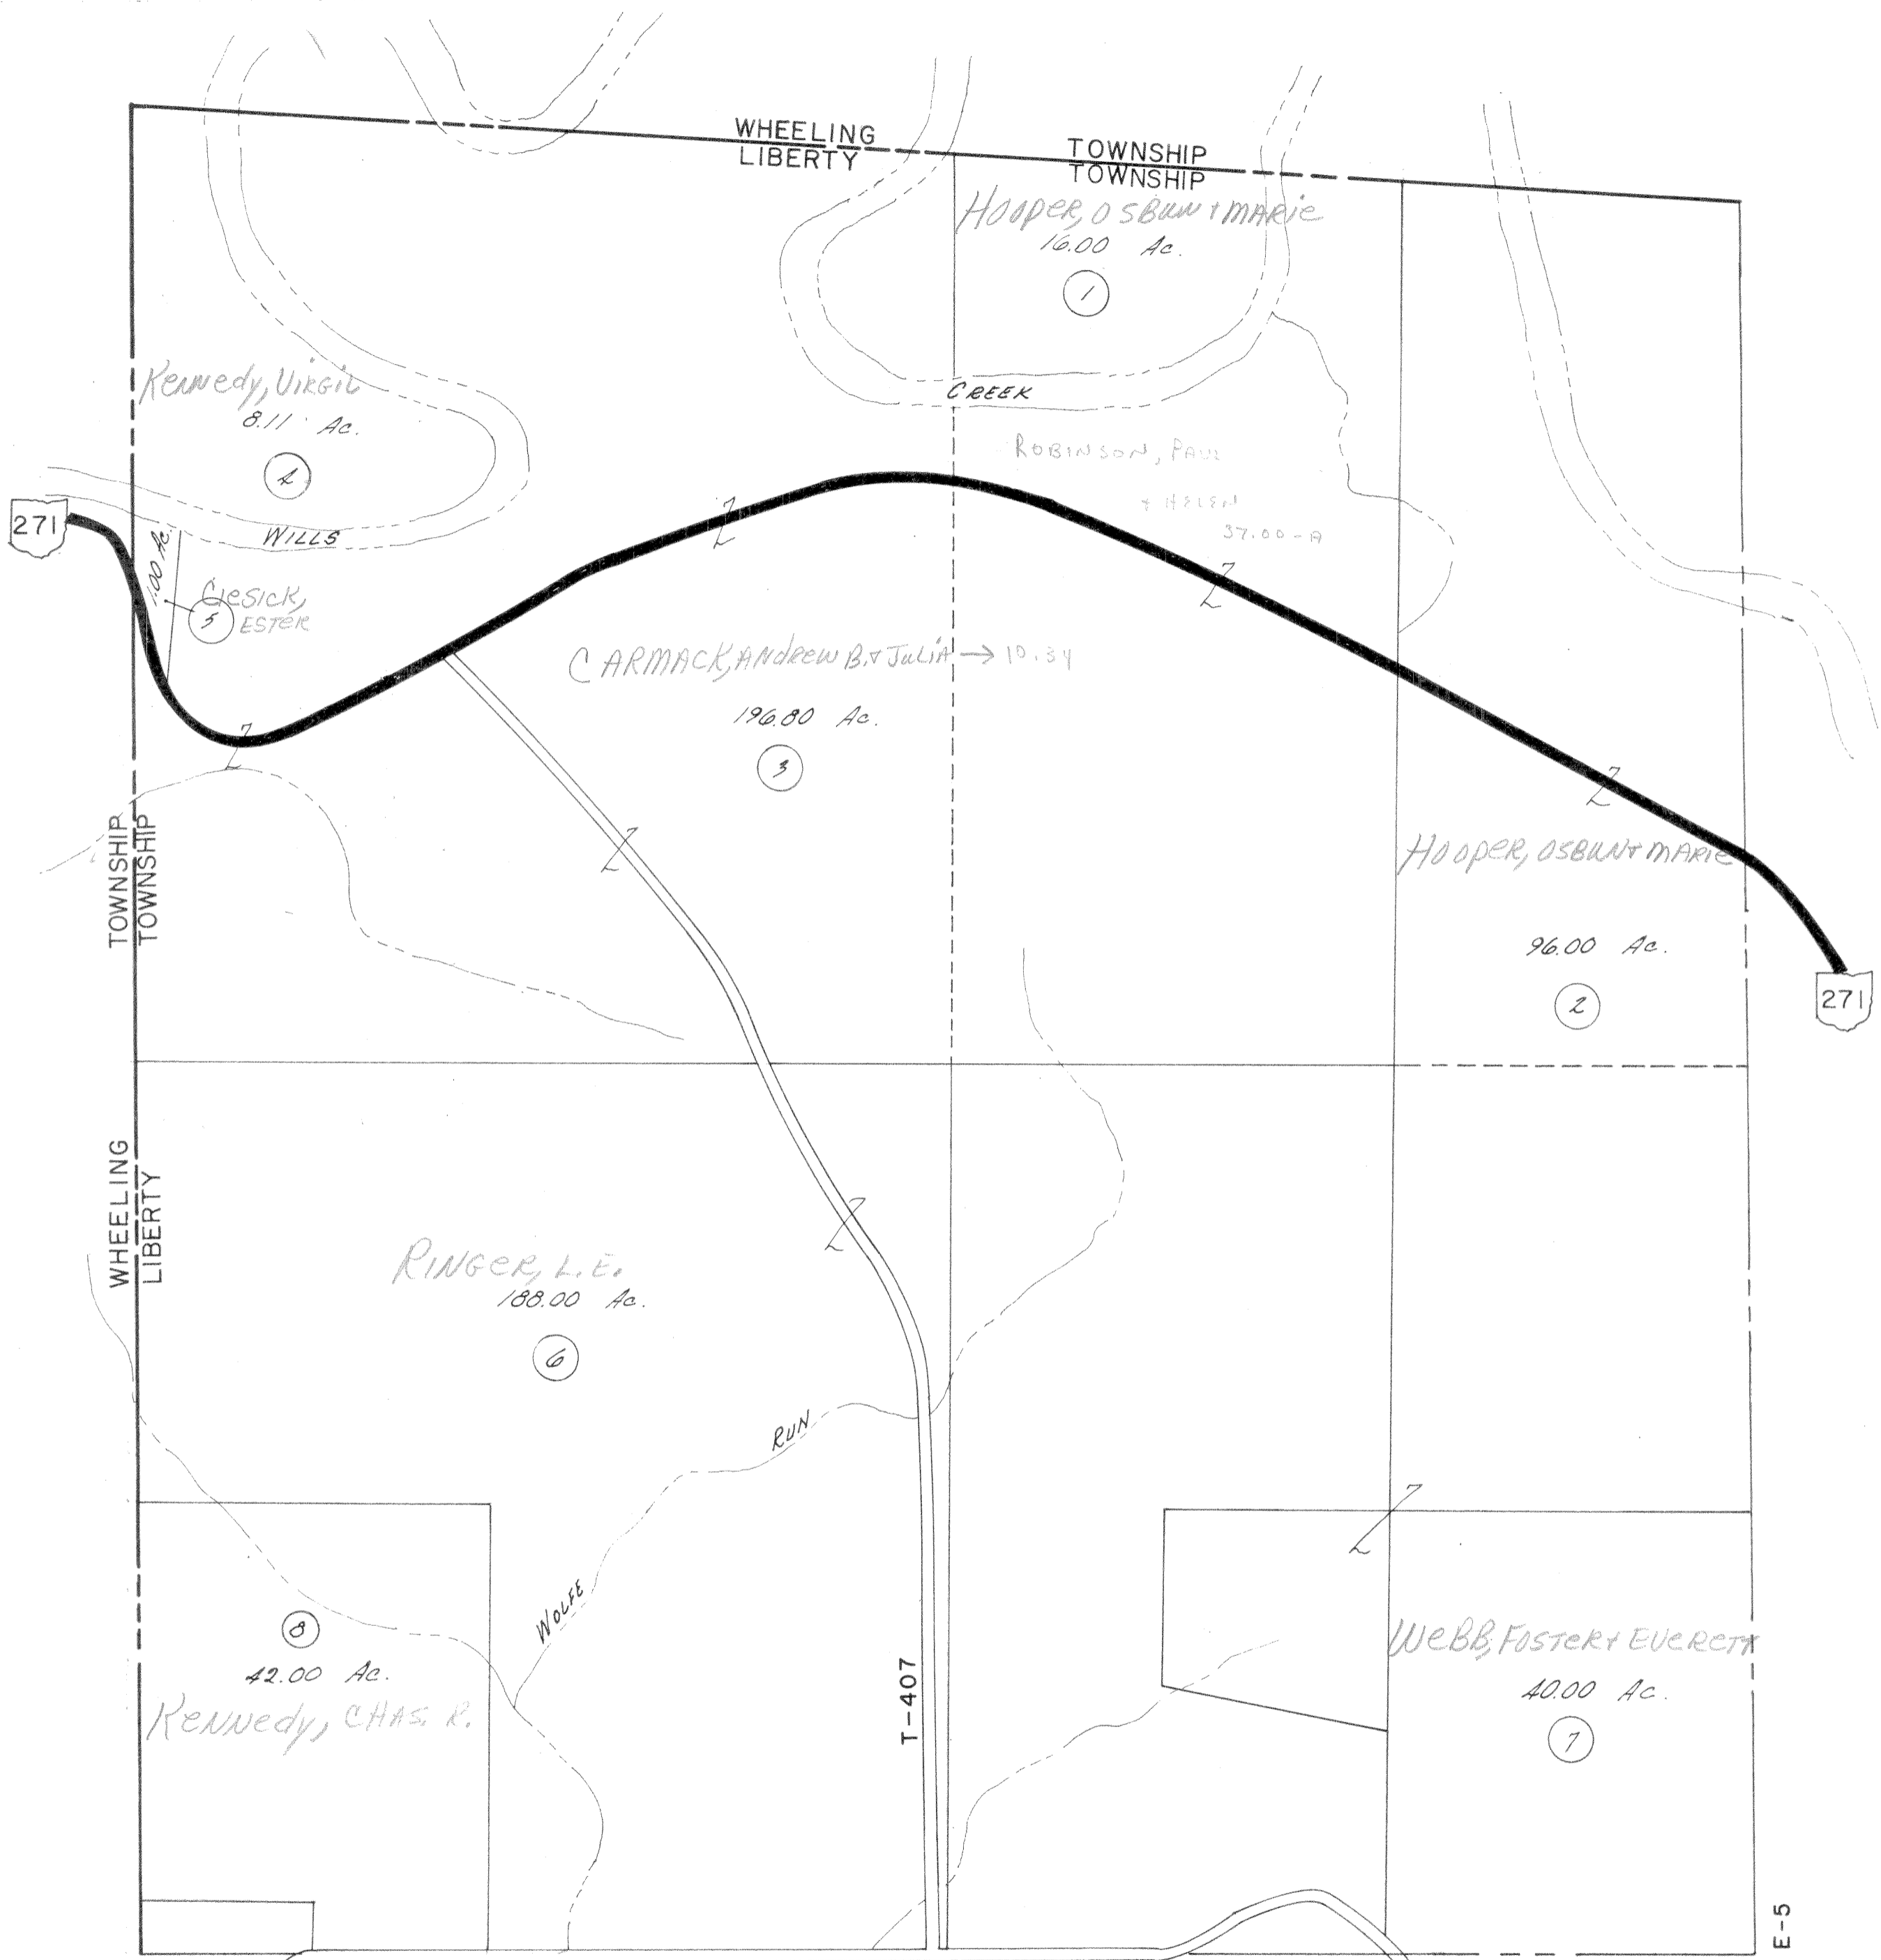 WHEELING TOWNSHIP
LIBERTY TOWNSHIP
HOOPER, OSBUN + MARIE
16.00 Ac.
1
Kennedy, VIRGIL
8.11 Ac.
4
CREEK
ROBINSON, PAUL
+ HELEN
37.00-A
271
WILLS
1.00 Ac.
5
Ciesick,
ESTER
CARMACK, ANDREW B. + JULIA → 10.34
196.80 Ac.
3
TOWNSHIP
TOWNSHIP
HOOPER, OSBUN + MARIE
96.00 Ac.
2
271
WHEELING
LIBERTY
RINGER, L.E.
188.00 Ac.
6
RUN
WOLFE
8
42.00 Ac.
Kennedy, CHAS. R.
T-407
WEBB, FOSTER + EVERETT
40.00 Ac.
7
E-5